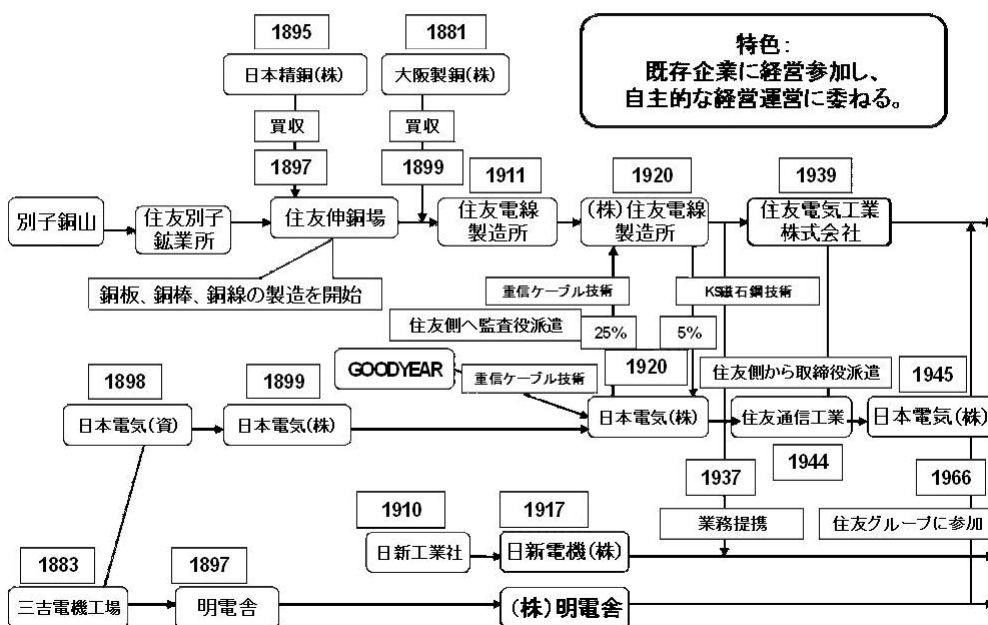 1895
1881
特色:
既存企業に経営参加し、
自主的な経営運営に委ねる。
日本精銅(株)
大阪製銅(株)
買収
買収
1897
1899
1911
1920
1939
別子銅山
住友別子
鉱業所
住友伸銅場
住友電線
製造所
(株)住友電線
製造所
住友電気工業
株式会社
銅板、銅棒、銅線の製造を開始
重信ケーブル技術
KS磁石鋼技術
住友側へ監査役派遣
25%
5%
GOODYEAR
重信ケーブル技術
1920
住友側から取締役派遣
1945
1898
1899
日本電気(資)
日本電気(株)
日本電気(株)
住友通信工業
日本電気(株)
1944
1937
1966
業務提携
住友グループに参加
1910
1917
日新工業社
日新電機(株)
1883
1897
三吉電機工場
明電舎
(株)明電舎